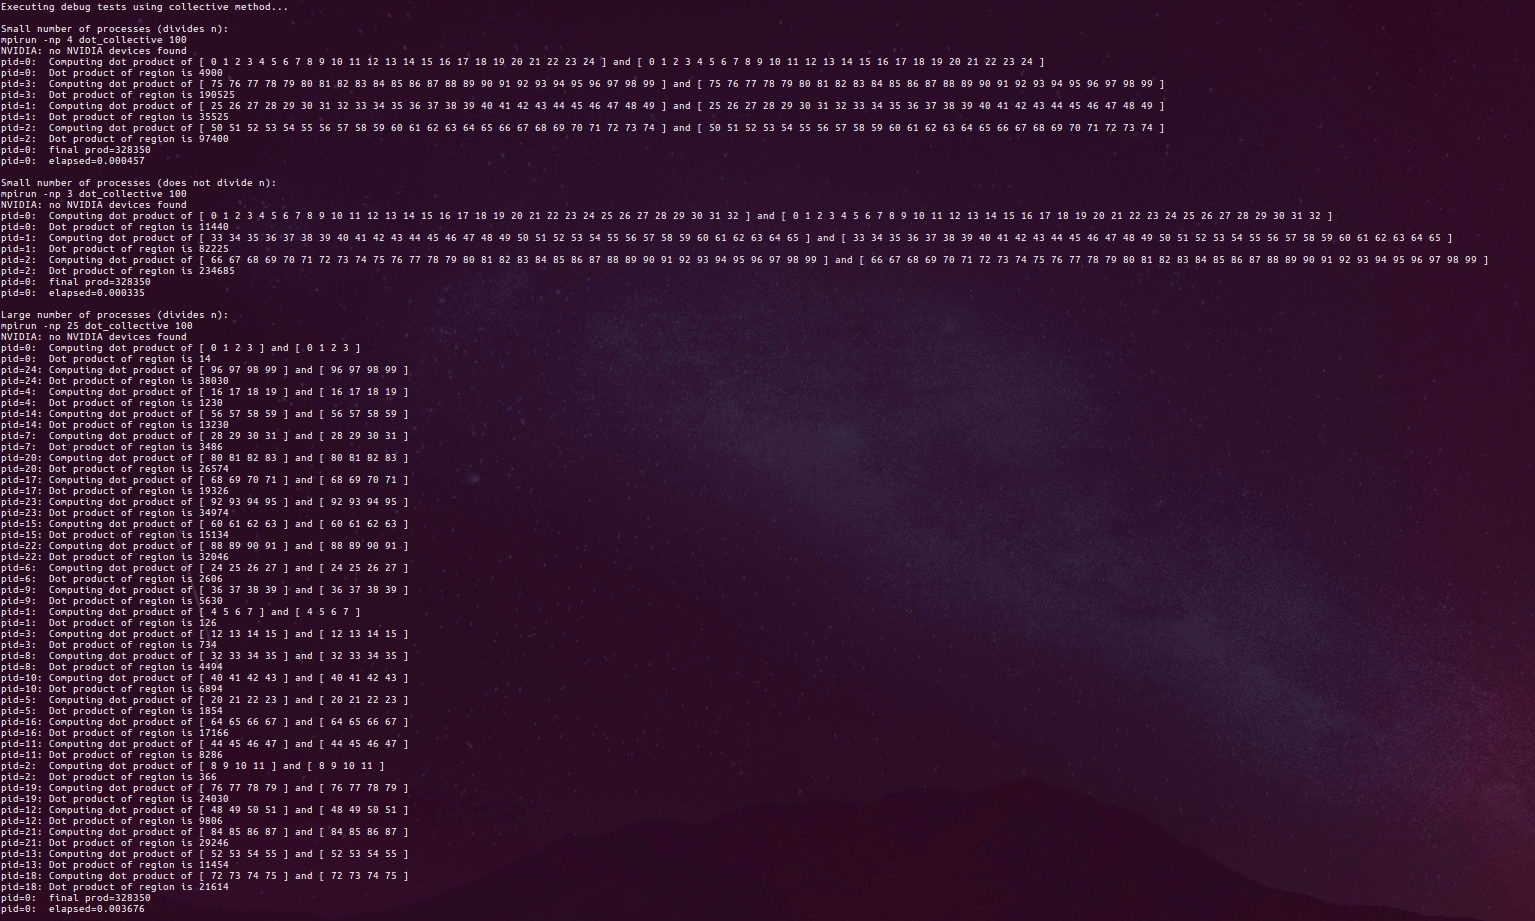 Executing debug tests using collective method...
Small number of processes (divides n):
mpirun -np 4 dot_collective 100
NVIDIA: no NVIDIA devices found
pid=0:  Computing dot product of [ 0 1 2 3 4 5 6 7 8 9 10 11 12 13 14 15 16 17 18 19 20 21 22 23 24 ] and [ 0 1 2 3 4 5 6 7 8 9 10 11 12 13 14 15 16 17 18 19 20 21 22 23 24 ]
pid=0:  Dot product of region is 4900
pid=3:  Computing dot product of [ 75 76 77 78 79 80 81 82 83 84 85 86 87 88 89 90 91 92 93 94 95 96 97 98 99 ] and [ 75 76 77 78 79 80 81 82 83 84 85 86 87 88 89 90 91 92 93 94 95 96 97 98 99 ]
pid=3:  Dot product of region is 190525
pid=1:  Computing dot product of [ 25 26 27 28 29 30 31 32 33 34 35 36 37 38 39 40 41 42 43 44 45 46 47 48 49 ] and [ 25 26 27 28 29 30 31 32 33 34 35 36 37 38 39 40 41 42 43 44 45 46 47 48 49 ]
pid=1:  Dot product of region is 35525
pid=2:  Computing dot product of [ 50 51 52 53 54 55 56 57 58 59 60 61 62 63 64 65 66 67 68 69 70 71 72 73 74 ] and [ 50 51 52 53 54 55 56 57 58 59 60 61 62 63 64 65 66 67 68 69 70 71 72 73 74 ]
pid=2:  Dot product of region is 97400
pid=0:  final prod=328350
pid=0:  elapsed=0.000457
Small number of processes (does not divide n):
mpirun -np 3 dot_collective 100
NVIDIA: no NVIDIA devices found
pid=0:  Computing dot product of [ 0 1 2 3 4 5 6 7 8 9 10 11 12 13 14 15 16 17 18 19 20 21 22 23 24 25 26 27 28 29 30 31 32 ] and [ 0 1 2 3 4 5 6 7 8 9 10 11 12 13 14 15 16 17 18 19 20 21 22 23 24 25 26 27 28 29 30 31 32 ]
pid=0:  Dot product of region is 11440
pid=1:  Computing dot product of [ 33 34 35 36 37 38 39 40 41 42 43 44 45 46 47 48 49 50 51 52 53 54 55 56 57 58 59 60 61 62 63 64 65 ] and [ 33 34 35 36 37 38 39 40 41 42 43 44 45 46 47 48 49 50 51 52 53 54 55 56 57 58 59 60 61 62 63 64 65 ]
pid=1:  Dot product of region is 82225
pid=2:  Computing dot product of [ 66 67 68 69 70 71 72 73 74 75 76 77 78 79 80 81 82 83 84 85 86 87 88 89 90 91 92 93 94 95 96 97 98 99 ] and [ 66 67 68 69 70 71 72 73 74 75 76 77 78 79 80 81 82 83 84 85 86 87 88 89 90 91 92 93 94 95 96 97 98 99 ]
pid=2:  Dot product of region is 234685
pid=0:  final prod=328350
pid=0:  elapsed=0.000335
Large number of processes (divides n):
mpirun -np 25 dot_collective 100
NVIDIA: no NVIDIA devices found
pid=0:  Computing dot product of [ 0 1 2 3 ] and [ 0 1 2 3 ]
pid=0:  Dot product of region is 14
pid=24: Computing dot product of [ 96 97 98 99 ] and [ 96 97 98 99 ]
pid=24: Dot product of region is 38030
pid=4:  Computing dot product of [ 16 17 18 19 ] and [ 16 17 18 19 ]
pid=4:  Dot product of region is 1230
pid=14: Computing dot product of [ 56 57 58 59 ] and [ 56 57 58 59 ]
pid=14: Dot product of region is 13230
pid=7:  Computing dot product of [ 28 29 30 31 ] and [ 28 29 30 31 ]
pid=7:  Dot product of region is 3486
pid=20: Computing dot product of [ 80 81 82 83 ] and [ 80 81 82 83 ]
pid=20: Dot product of region is 26574
pid=17: Computing dot product of [ 68 69 70 71 ] and [ 68 69 70 71 ]
pid=17: Dot product of region is 19326
pid=23: Computing dot product of [ 92 93 94 95 ] and [ 92 93 94 95 ]
pid=23: Dot product of region is 34974
pid=15: Computing dot product of [ 60 61 62 63 ] and [ 60 61 62 63 ]
pid=15: Dot product of region is 15134
pid=22: Computing dot product of [ 88 89 90 91 ] and [ 88 89 90 91 ]
pid=22: Dot product of region is 32046
pid=6:  Computing dot product of [ 24 25 26 27 ] and [ 24 25 26 27 ]
pid=6:  Dot product of region is 2606
pid=9:  Computing dot product of [ 36 37 38 39 ] and [ 36 37 38 39 ]
pid=9:  Dot product of region is 5630
pid=1:  Computing dot product of [ 4 5 6 7 ] and [ 4 5 6 7 ]
pid=1:  Dot product of region is 126
pid=3:  Computing dot product of [ 12 13 14 15 ] and [ 12 13 14 15 ]
pid=3:  Dot product of region is 734
pid=8:  Computing dot product of [ 32 33 34 35 ] and [ 32 33 34 35 ]
pid=8:  Dot product of region is 4494
pid=10: Computing dot product of [ 40 41 42 43 ] and [ 40 41 42 43 ]
pid=10: Dot product of region is 6894
pid=5:  Computing dot product of [ 20 21 22 23 ] and [ 20 21 22 23 ]
pid=5:  Dot product of region is 1854
pid=16: Computing dot product of [ 64 65 66 67 ] and [ 64 65 66 67 ]
pid=16: Dot product of region is 17166
pid=11: Computing dot product of [ 44 45 46 47 ] and [ 44 45 46 47 ]
pid=11: Dot product of region is 8286
pid=2:  Computing dot product of [ 8 9 10 11 ] and [ 8 9 10 11 ]
pid=2:  Dot product of region is 366
pid=19: Computing dot product of [ 76 77 78 79 ] and [ 76 77 78 79 ]
pid=19: Dot product of region is 24030
pid=12: Computing dot product of [ 48 49 50 51 ] and [ 48 49 50 51 ]
pid=12: Dot product of region is 9806
pid=21: Computing dot product of [ 84 85 86 87 ] and [ 84 85 86 87 ]
pid=21: Dot product of region is 29246
pid=13: Computing dot product of [ 52 53 54 55 ] and [ 52 53 54 55 ]
pid=13: Dot product of region is 11454
pid=18: Computing dot product of [ 72 73 74 75 ] and [ 72 73 74 75 ]
pid=18: Dot product of region is 21614
pid=0:  final prod=328350
pid=0:  elapsed=0.003676